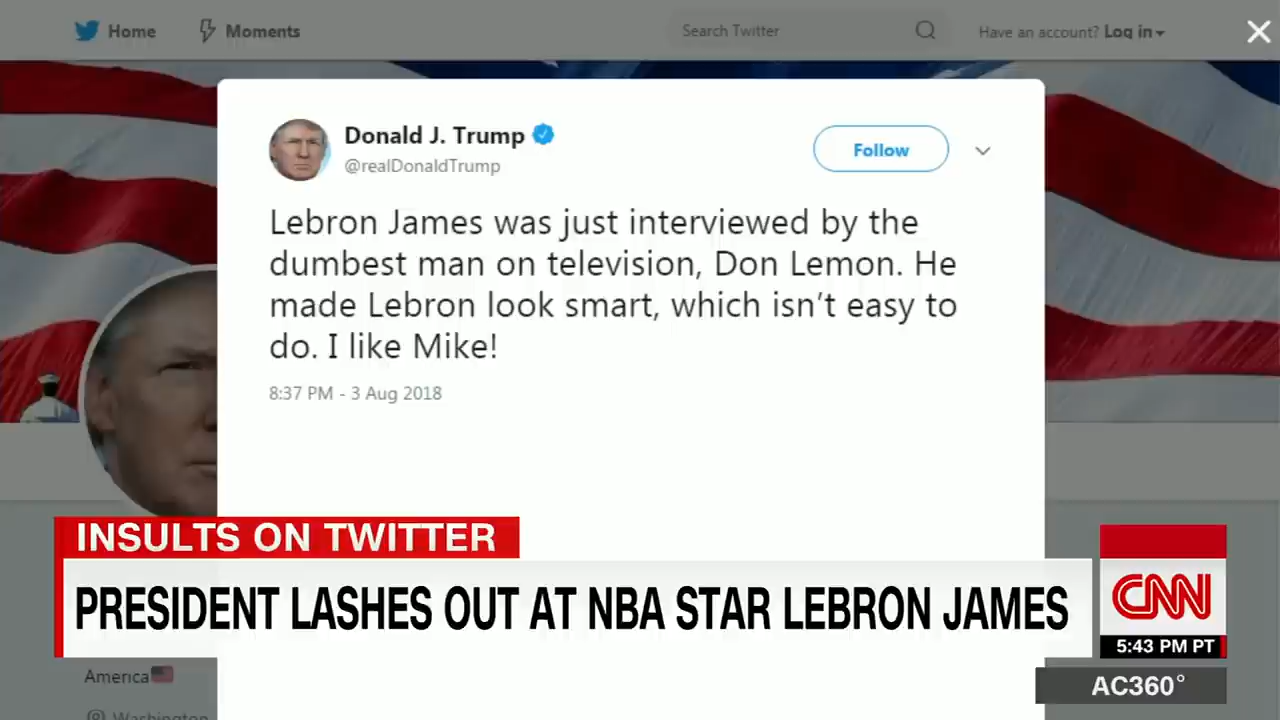 Home
Moments
Search Twitter
Have an account? Log in
Donald J. Trump
@realDonaldTrump
Follow
Lebron James was just interviewed by the
dumbest man on television, Don Lemon. He
made Lebron look smart, which isn’t easy to
do. I like Mike!
8:37 PM - 3 Aug 2018
INSULTS ON TWITTER
PRESIDENT LASHES OUT AT NBA STAR LEBRON JAMES
CNN
5:43 PM PT
AC360°
America
Washington